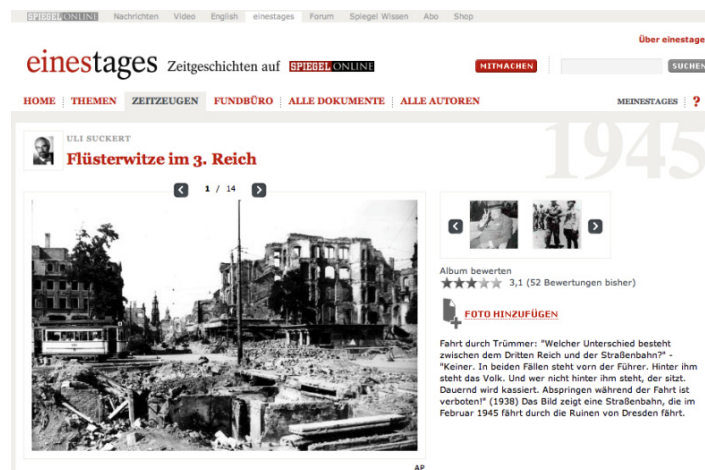 SPIEGEL ONLINE Nachrichten Video English einestages Forum Spiegel Wissen Abo Shop
Über einestage
einestages Zeitgeschichten auf SPIEGEL ONLINE MITMACHEN SUCHEN
HOME THEMEN ZEITZEUGEN FUNDBÜRO ALLE DOKUMENTE ALLE AUTOREN MEINESTAGES ?
1945
ULI SUCKERT
Flüsterwitze im 3. Reich
1 / 14
Album bewerten
3,1 (52 Bewertungen bisher)
FOTO HINZUFÜGEN
Fahrt durch Trümmer: "Welcher Unterschied besteht
zwischen dem Dritten Reich und der Straßenbahn?" -
"Keiner. In beiden Fällen steht vorn der Führer. Hinter ihm
steht das Volk. Und wer nicht hinter ihm steht, der sitzt.
Dauernd wird kassiert. Abspringen während der Fahrt ist
verboten!" (1938) Das Bild zeigt eine Straßenbahn, die im
Februar 1945 fährt durch die Ruinen von Dresden fährt.
AP